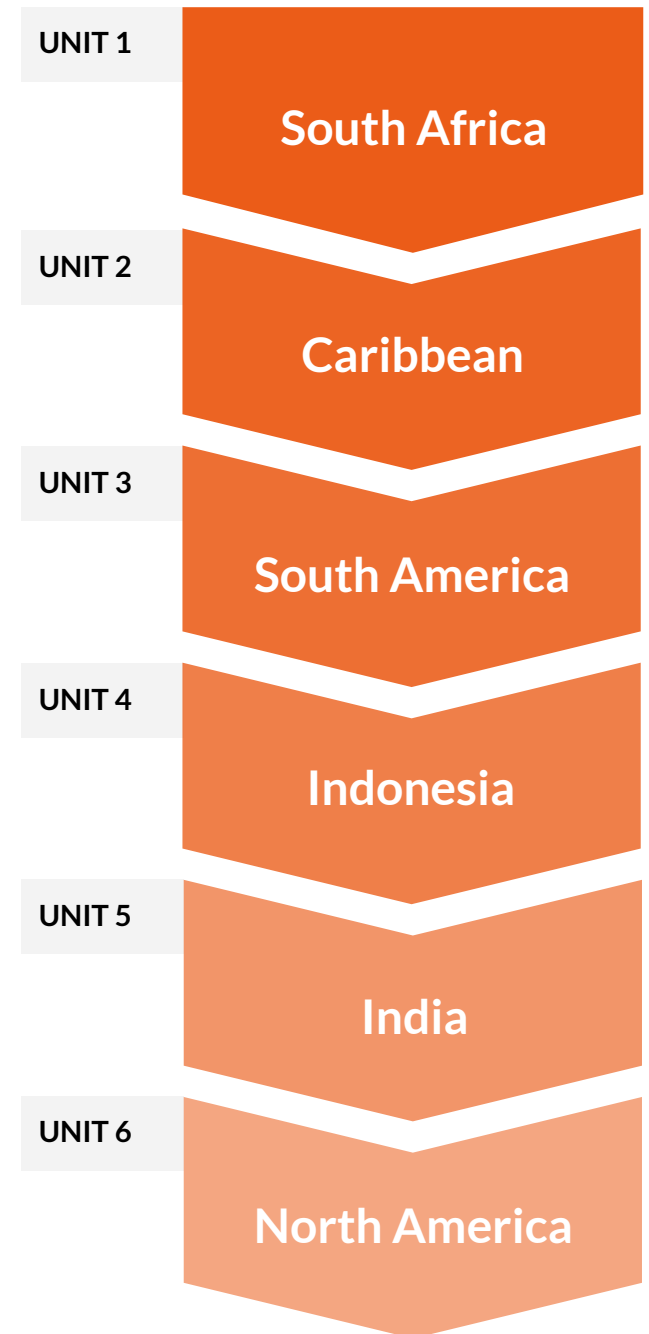 UNIT 1
South Africa
UNIT 2
Caribbean
UNIT 3
South America
UNIT 4
Indonesia
UNIT 5
India
UNIT 6
North America